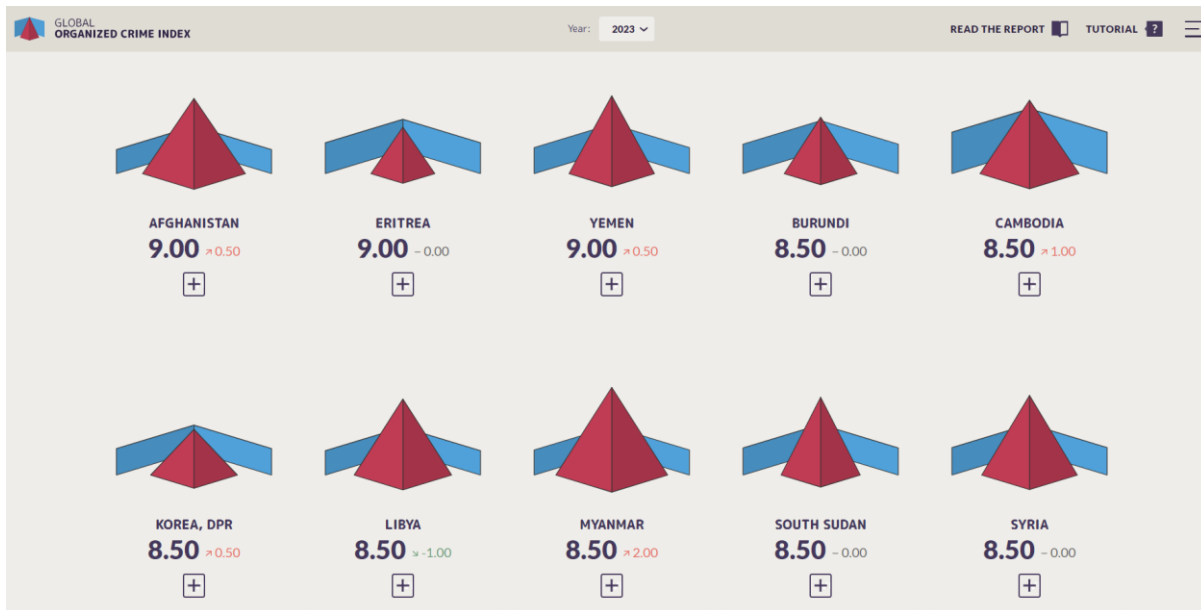 GLOBAL
ORGANIZED CRIME INDEX
Year: 2023
READ THE REPORT
TUTORIAL ?
AFGHANISTAN
9.00 ↗0.50
ERITREA
9.00 –0.00
YEMEN
9.00 ↗0.50
BURUNDI
8.50 –0.00
CAMBODIA
8.50 ↗1.00
KOREA, DPR
8.50 ↗0.50
LIBYA
8.50 ↘-1.00
MYANMAR
8.50 ↗2.00
SOUTH SUDAN
8.50 –0.00
SYRIA
8.50 –0.00